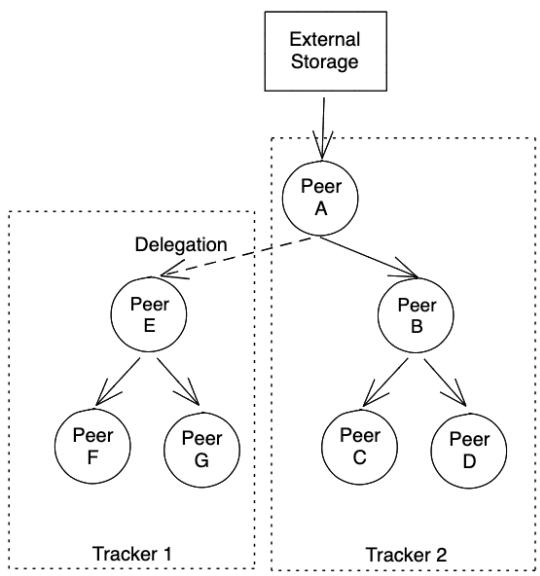 External
Storage
Peer
A
Delegation
Peer
E
Peer
B
Peer
F
Peer
G
Peer
C
Peer
D
Tracker 1
Tracker 2